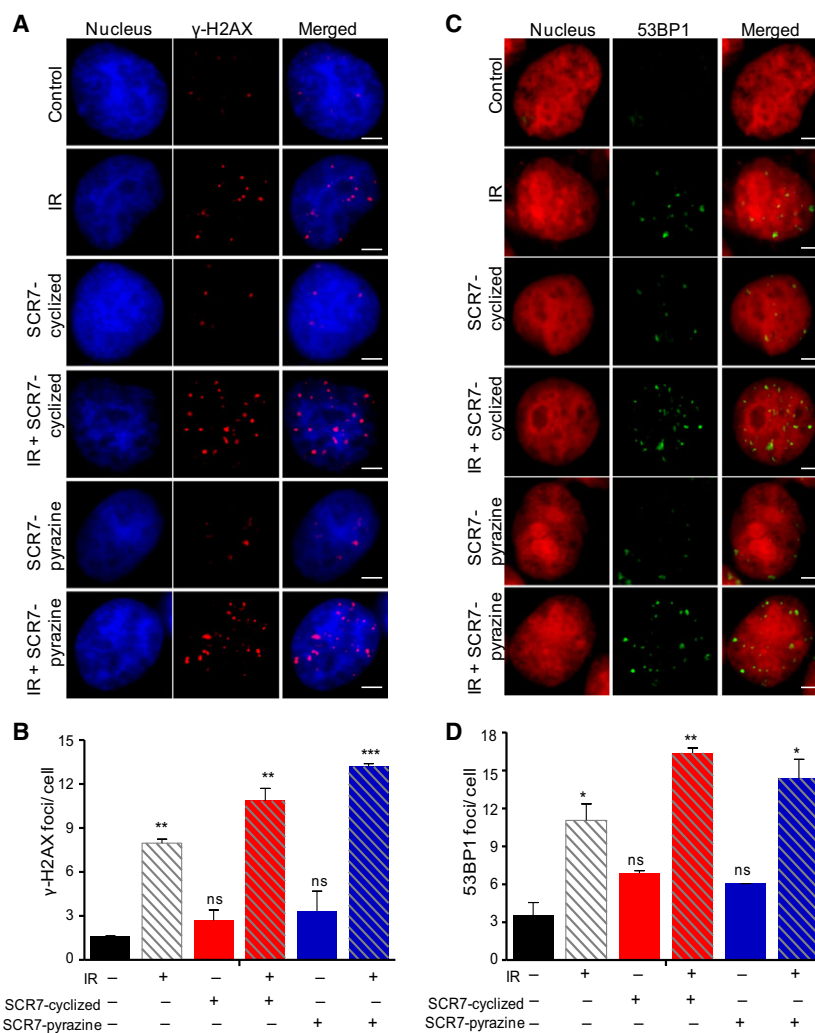 A
Nucleus γ-H2AX Merged
Control
IR
SCR7-
cyclized
IR + SCR7-
cyclized
SCR7-
pyrazine
IR + SCR7-
pyrazine
C
Nucleus 53BP1 Merged
Control
IR
SCR7-
cyclized
IR + SCR7-
cyclized
SCR7-
pyrazine
IR + SCR7-
pyrazine
B
γ-H2AX foci/ cell
15
12
9
6
3
0
** ns ** ns ***
IR – + – + – +
SCR7-cyclized – – + + – –
SCR7-pyrazine – – – – + +
D
53BP1 foci/ cell
18
15
12
9
6
3
0
* ns ** ns *
IR – + – + – +
SCR7-cyclized – – + + – –
SCR7-pyrazine – – – – + +